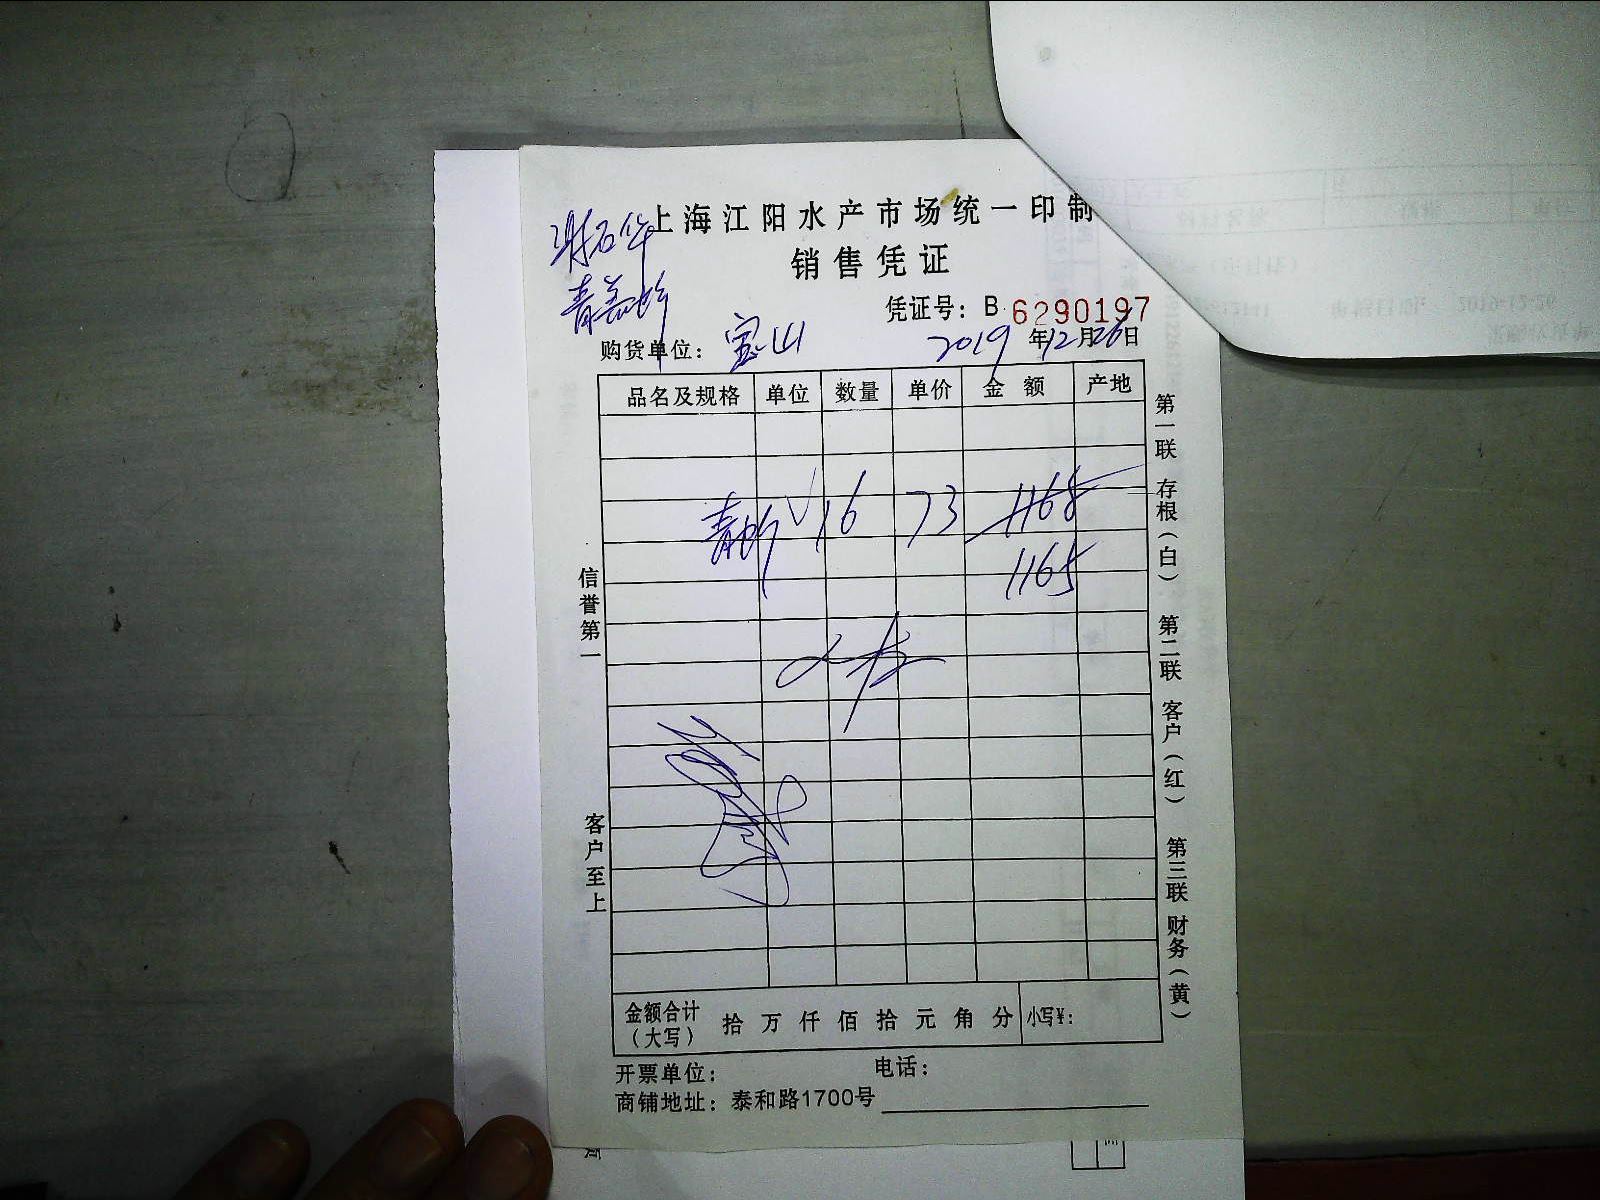 上海江阳水产市场统一印制
销售凭证
凭证号：B 6290197
购货单位：宝山 2019年12月26日
品名及规格 单位 数量 单价 金额 产地
16 73 1165
1165
金额合计（大写） 拾 万 仟 佰 拾 元 角 分 小写¥：
开票单位： 电话：
商铺地址：泰和路1700号
信誉第一
客户至上
第一联 存根（白） 第二联 客户（红） 第三联 财务（黄）